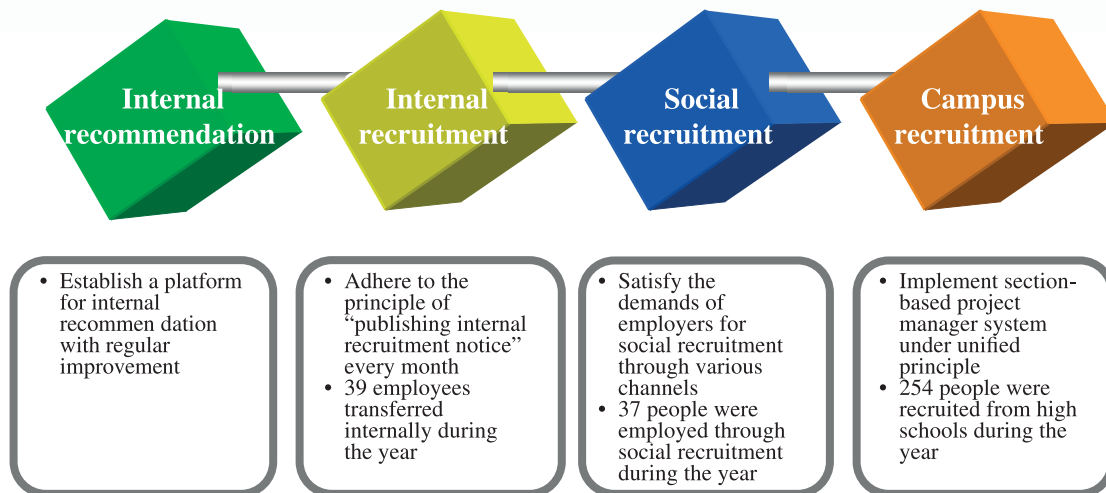 Internal
recommendation
Internal
recruitment
Social
recruitment
Campus
recruitment
• Establish a platform
for internal
recommen dation
with regular
improvement
• Adhere to the
principle of
“publishing internal
recruitment notice”
every month
• 39 employees
transferred
internally during
the year
• Satisfy the
demands of
employers for
social recruitment
through various
channels
• 37 people were
employed through
social recruitment
during the year
• Implement section-
based project
manager system
under unified
principle
• 254 people were
recruited from high
schools during the
year